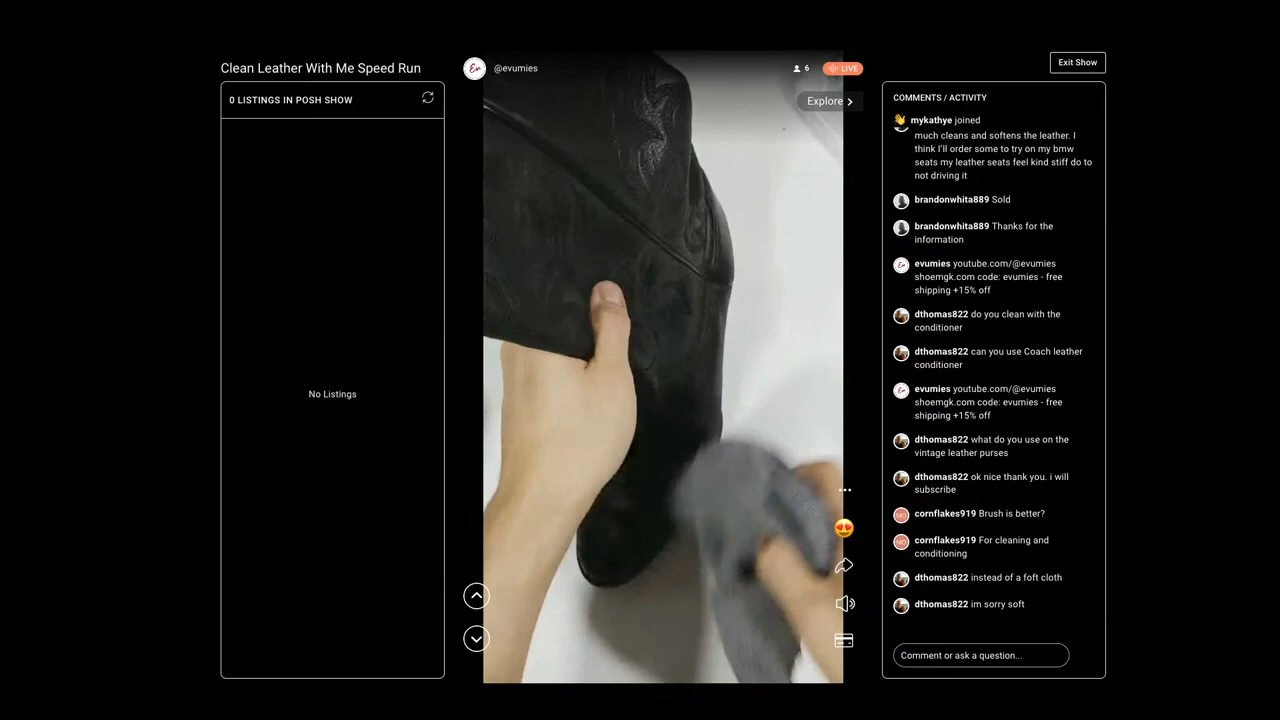 Clean Leather With Me Speed Run
0 LISTINGS IN POSH SHOW
No Listings
Ev
@evumies
6
LIVE
Explore
Exit Show
COMMENTS / ACTIVITY
mykathye joined
much cleans and softens the leather. I
think I'll order some to try on my bmw
seats my leather seats feel kind stiff do to
not driving it
brandonwhita889 Sold
brandonwhita889 Thanks for the
information
Ev
evumies youtube.com/@evumies
shoemgk.com code: evumies - free
shipping +15% off
dthomas822 do you clean with the
conditioner
dthomas822 can you use Coach leather
conditioner
Ev
evumies youtube.com/@evumies
shoemgk.com code: evumies - free
shipping +15% off
dthomas822 what do you use on the
vintage leather purses
dthomas822 ok nice thank you. i will
subscribe
MO
cornflakes919 Brush is better?
MO
cornflakes919 For cleaning and
conditioning
dthomas822 instead of a foft cloth
dthomas822 im sorry soft
Comment or ask a question...